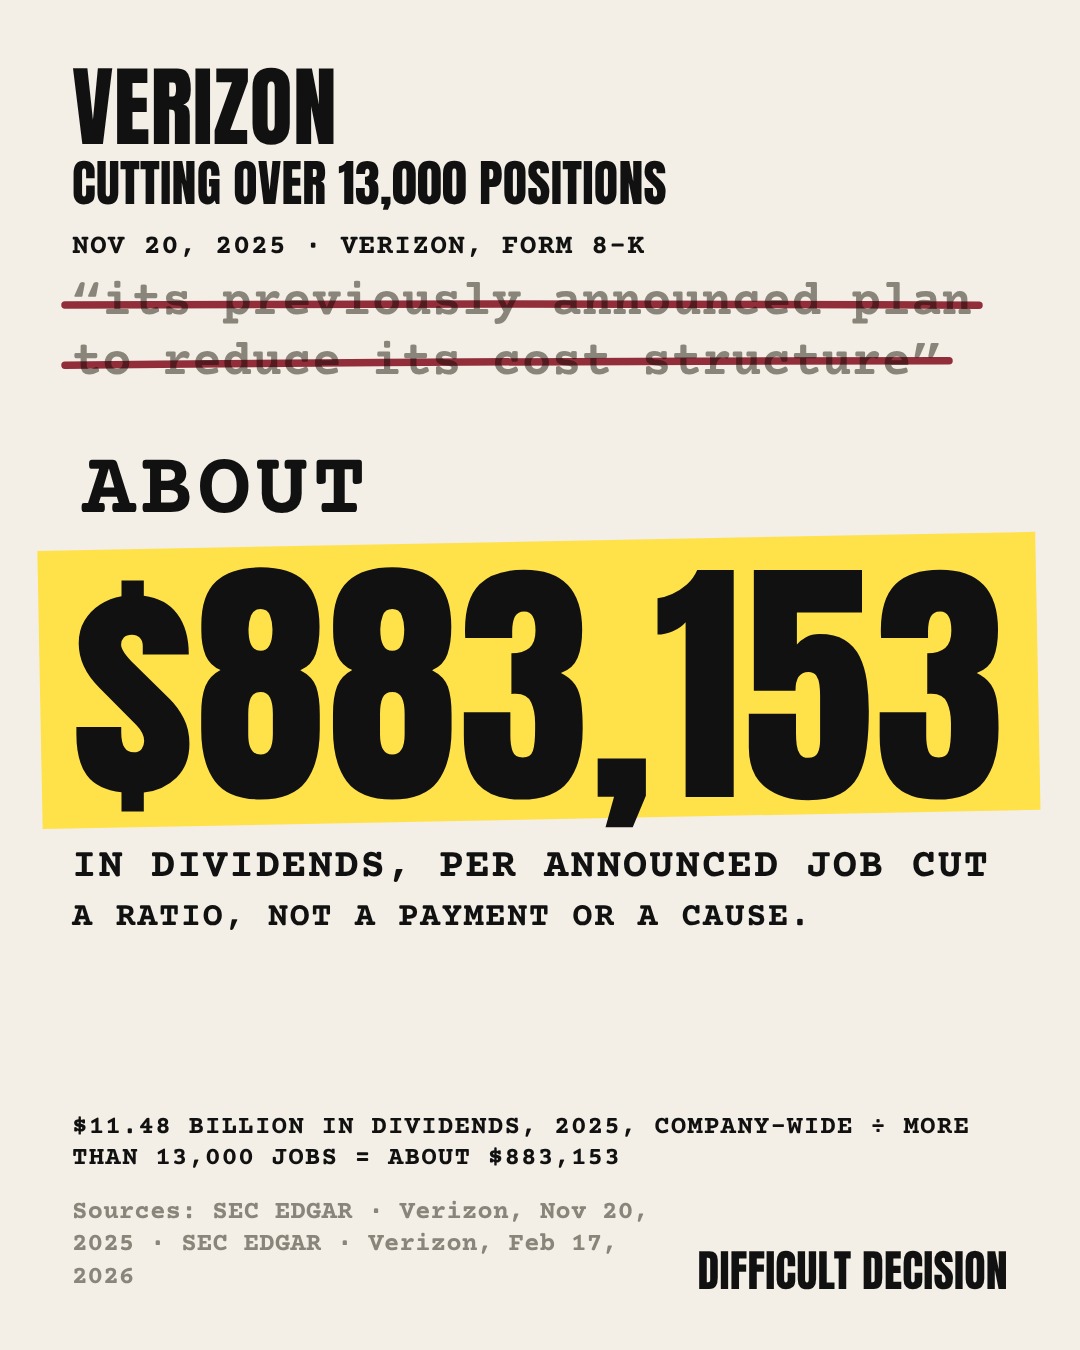 VERIZON
CUTTING OVER 13,000 POSITIONS
NOV 20, 2025 · VERIZON, FORM 8-K
“its previously announced plan
to reduce its cost structure”
ABOUT
$883,153
IN DIVIDENDS, PER ANNOUNCED JOB CUT
A RATIO, NOT A PAYMENT OR A CAUSE.
$11.48 BILLION IN DIVIDENDS, 2025, COMPANY-WIDE ÷ MORE
THAN 13,000 JOBS = ABOUT $883,153
Sources: SEC EDGAR · Verizon, Nov 20,
2025 · SEC EDGAR · Verizon, Feb 17,
2026
DIFFICULT DECISION